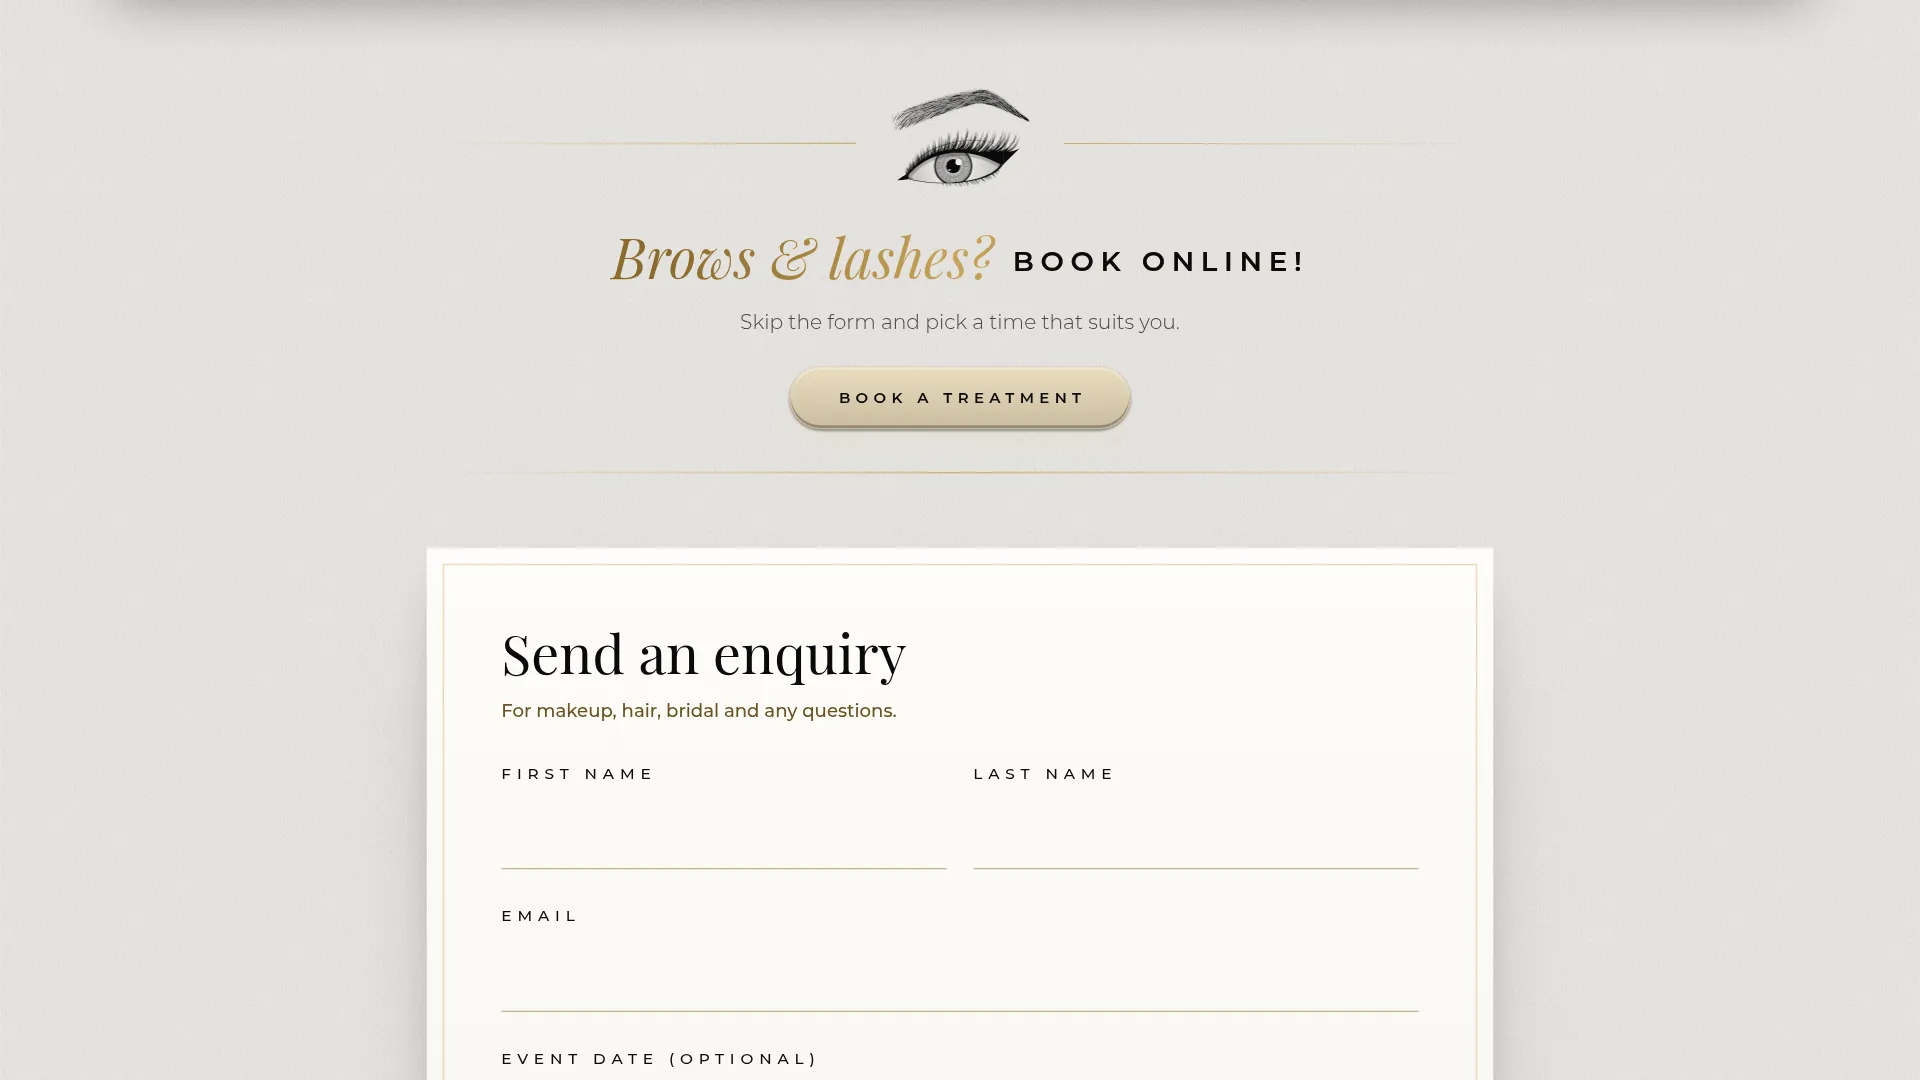 Brows & lashes? BOOK ONLINE!
Skip the form and pick a time that suits you.
BOOK A TREATMENT
Send an enquiry
For makeup, hair, bridal and any questions.
FIRST NAME
LAST NAME
EMAIL
EVENT DATE (OPTIONAL)